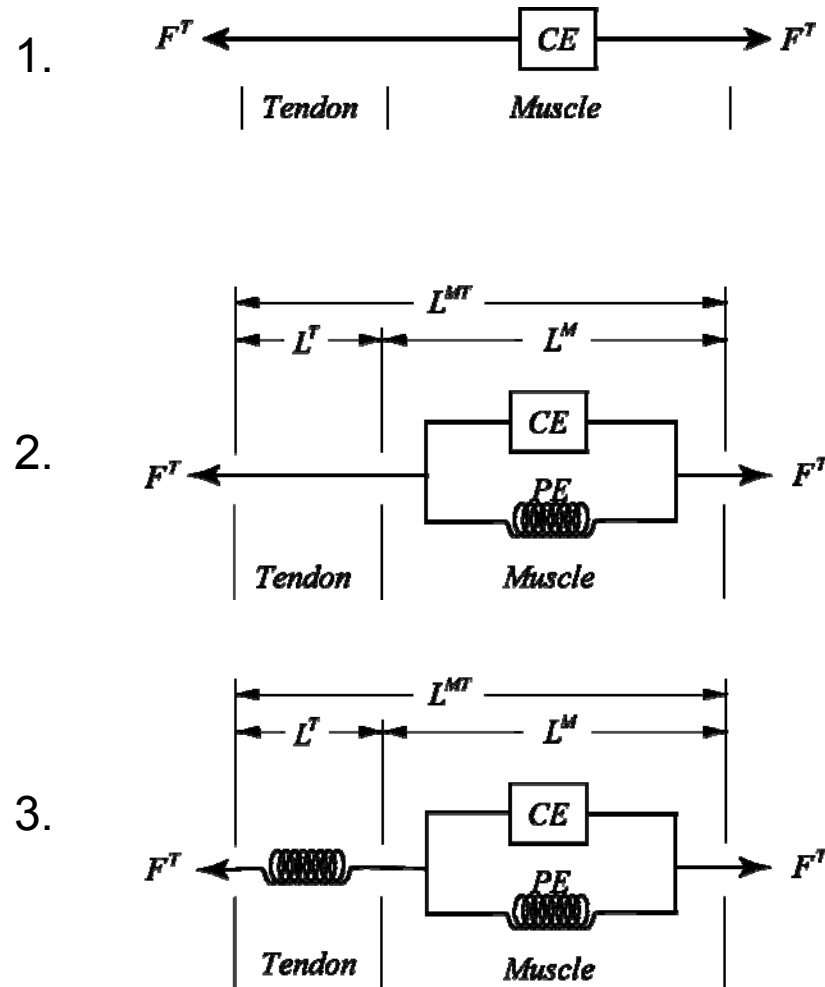 1.
F^T CE F^T
Tendon Muscle
L^MT
L^T L^M
2.
CE
F^T PE F^T
Tendon Muscle
L^MT
L^T L^M
3.
CE
F^T PE F^T
Tendon Muscle